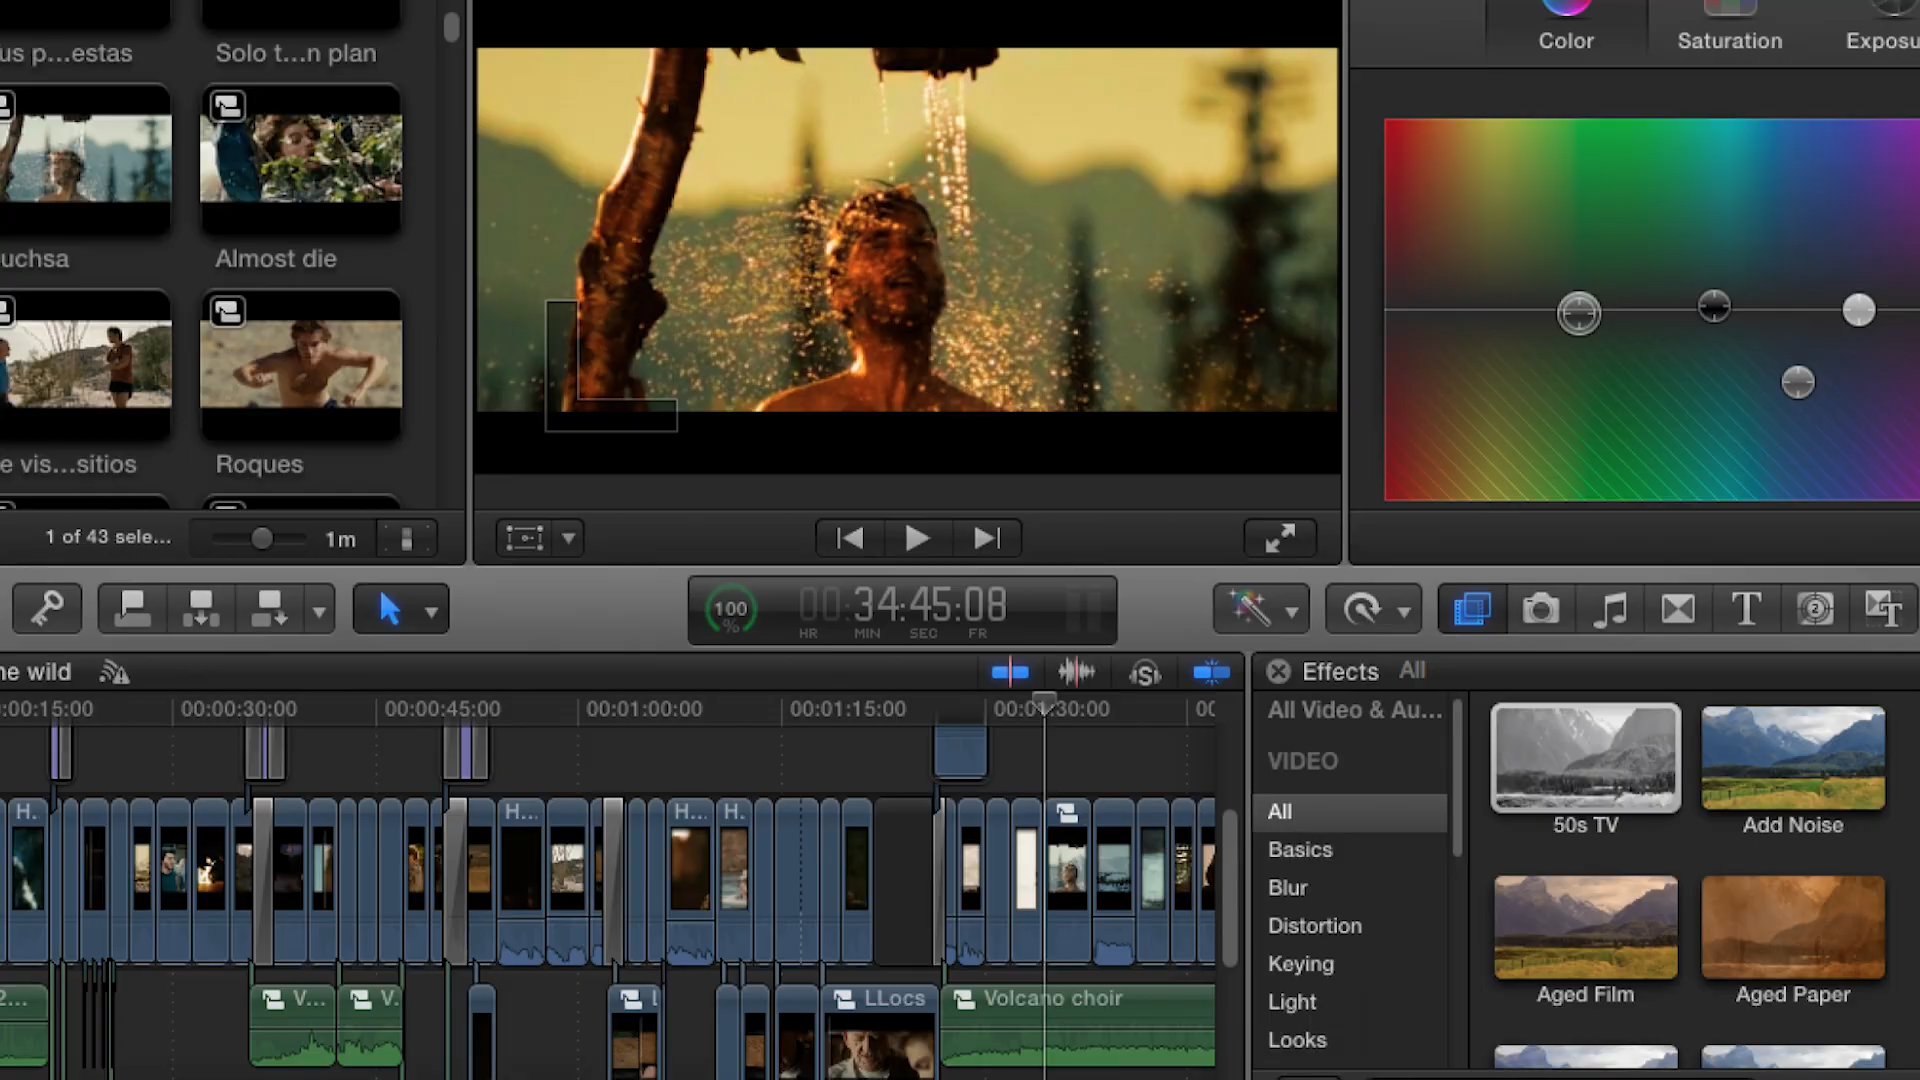 us p...estas
Solo t...n plan
Color
Saturation
Exposu
uchsa
Almost die
e vis...sitios
Roques
1 of 43 sele...
1m
100
%
00:34:45:08
HR MIN SEC FR
T
2
T
ne wild
S
Effects
All
:00:15:00
00:00:30:00
00:00:45:00
00:01:00:00
00:01:15:00
00:01:30:00
00
All Video & Au...
VIDEO
All
Basics
Blur
Distortion
Keying
Light
Looks
50s TV
Add Noise
Aged Film
Aged Paper
H.
H...
H...
H.
2...
V...
V.
L
LLocs
Volcano choir